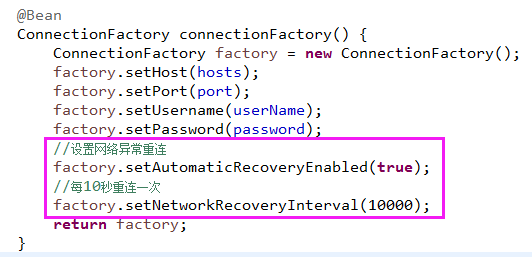 @Bean
ConnectionFactory connectionFactory() {
    ConnectionFactory factory = new ConnectionFactory();
    factory.setHost(hosts);
    factory.setPort(port);
    factory.setUsername(userName);
    factory.setPassword(password);
    //设置网络异常重连
    factory.setAutomaticRecoveryEnabled(true);
    //每10秒重连一次
    factory.setNetworkRecoveryInterval(10000);
    return factory;
}